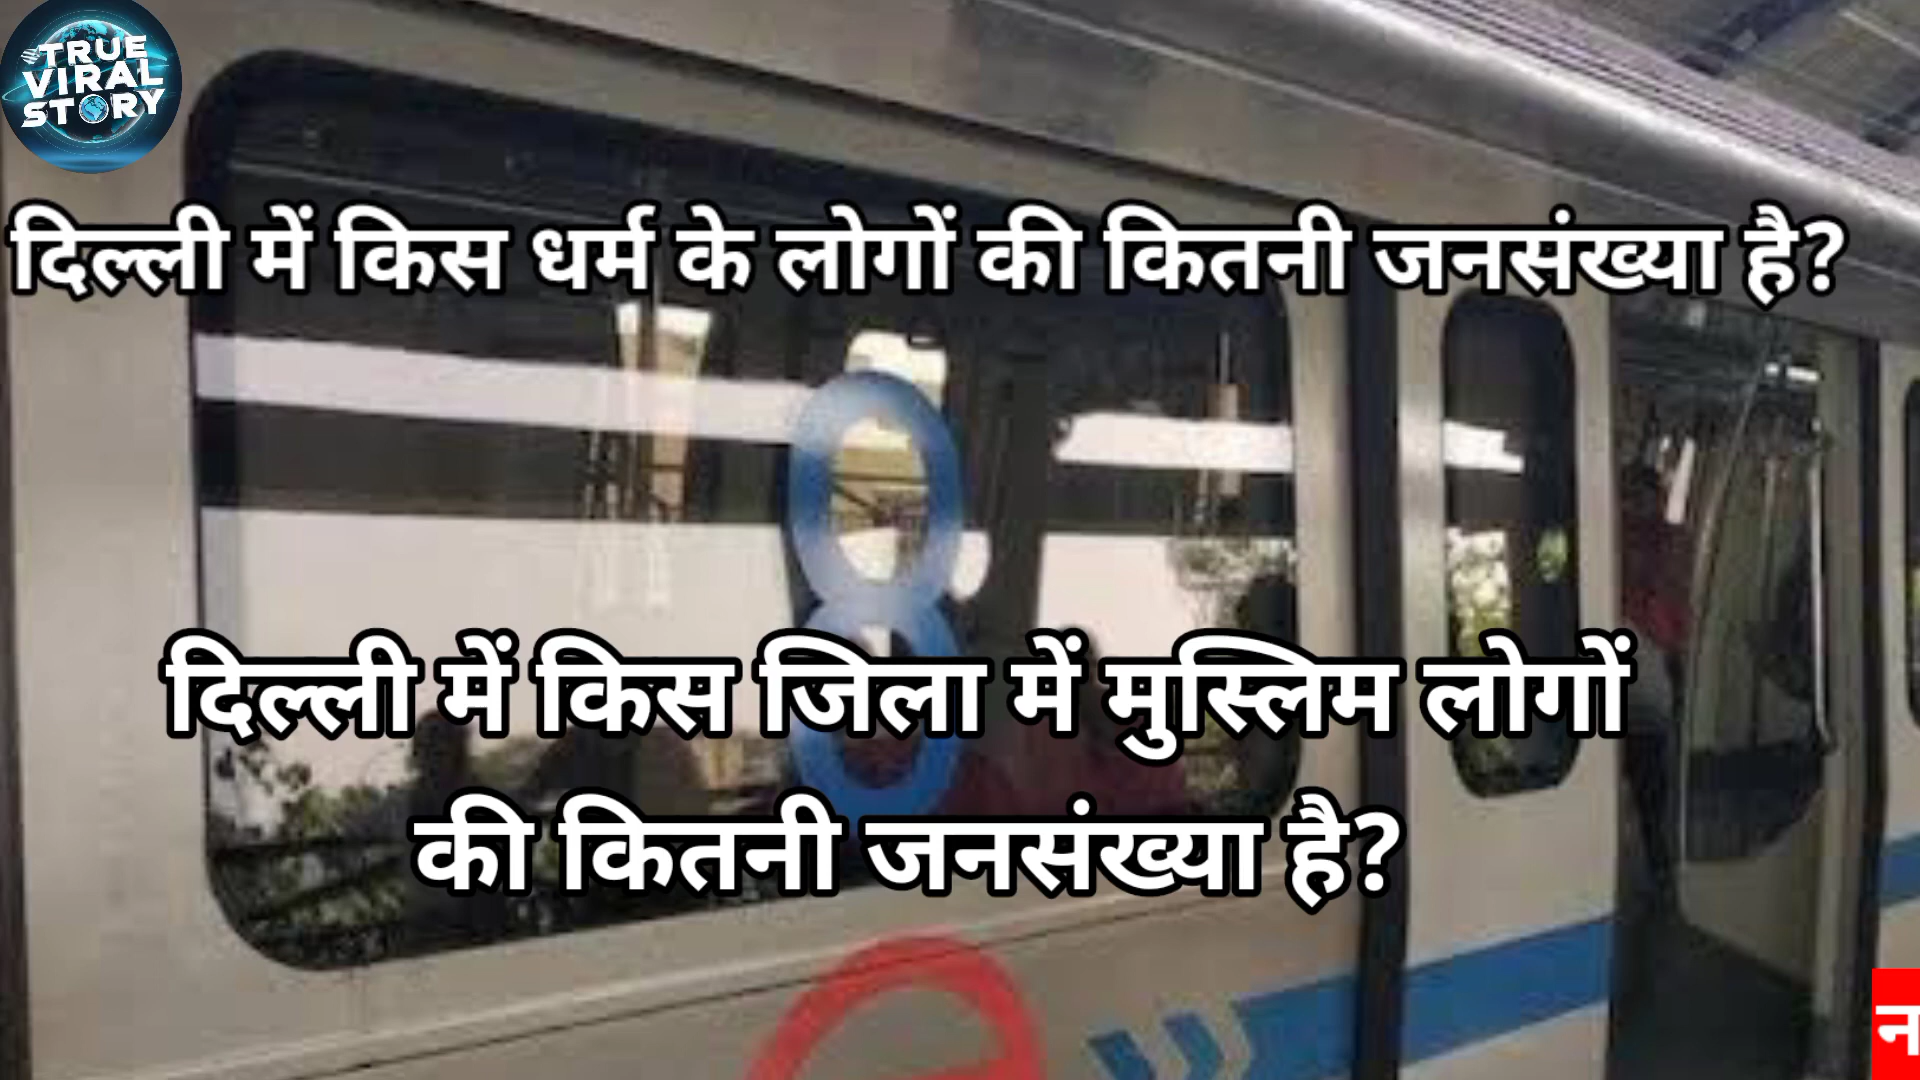 TRUE
VIRAL
STORY
दिल्ली में किस धर्म के लोगों की कितनी जनसंख्या है?
दिल्ली में किस जिला में मुस्लिम लोगों
की कितनी जनसंख्या है?
न